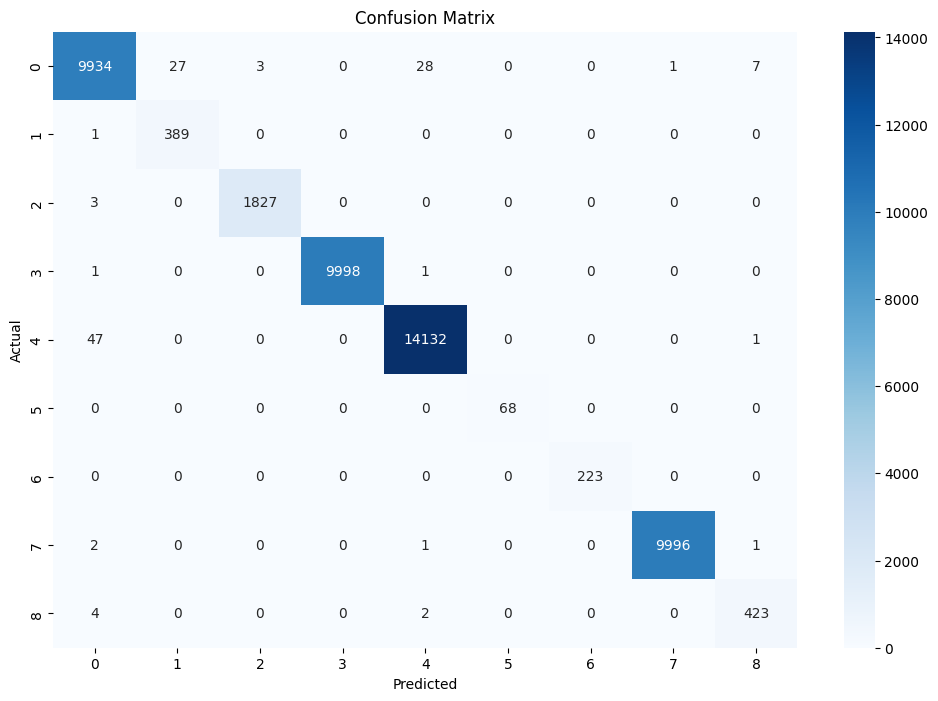 Confusion Matrix
0 9934 27 3 0 28 0 0 1 7
1 1 389 0 0 0 0 0 0 0
2 3 0 1827 0 0 0 0 0 0
3 1 0 0 9998 1 0 0 0 0
4 47 0 0 0 14132 0 0 0 1
5 0 0 0 0 0 68 0 0 0
6 0 0 0 0 0 0 223 0 0
7 2 0 0 0 1 0 0 9996 1
8 4 0 0 0 2 0 0 0 423
0 1 2 3 4 5 6 7 8
Actual
Predicted
14000
12000
10000
8000
6000
4000
2000
0